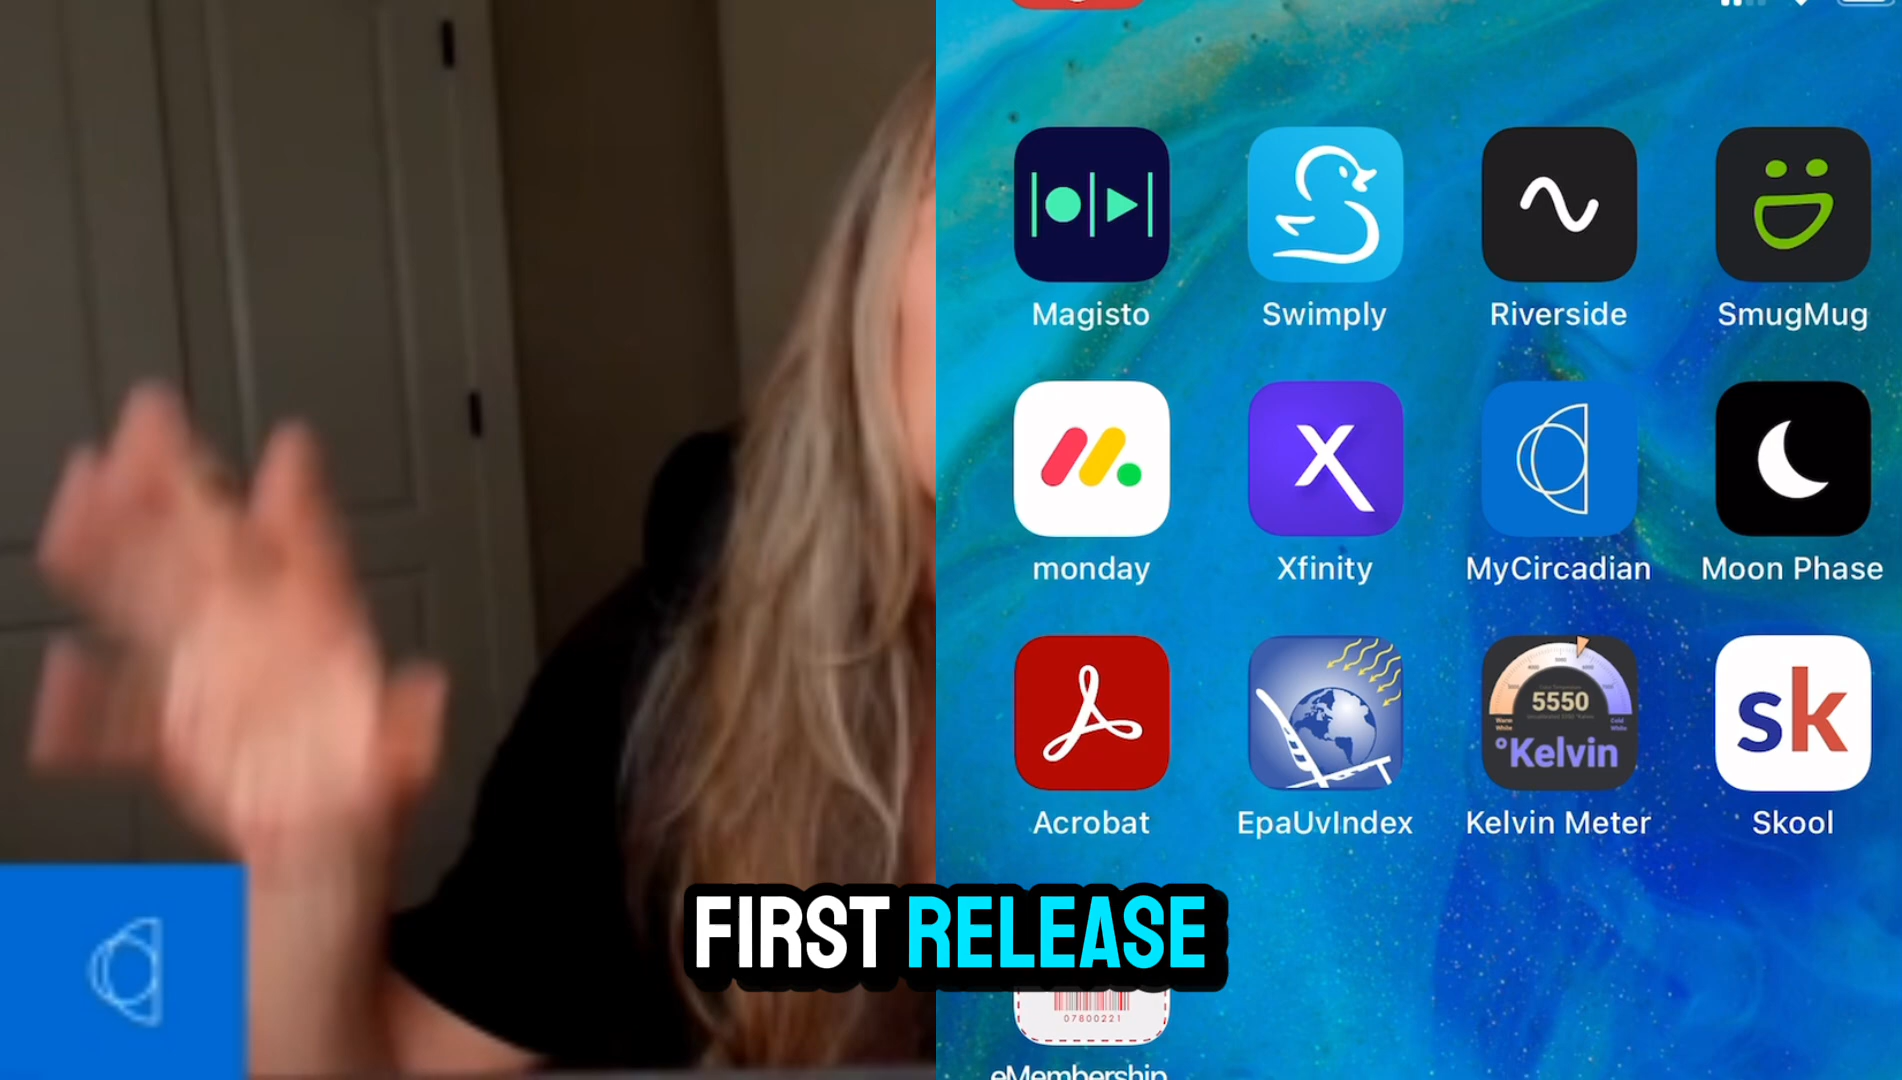 Magisto
Swimply
Riverside
SmugMug
monday
X
Xfinity
MyCircadian
Moon Phase
5550
°Kelvin
sk
Acrobat
EpaUvIndex
Kelvin Meter
Skool
FIRST RELEASE
07800221
eMembership